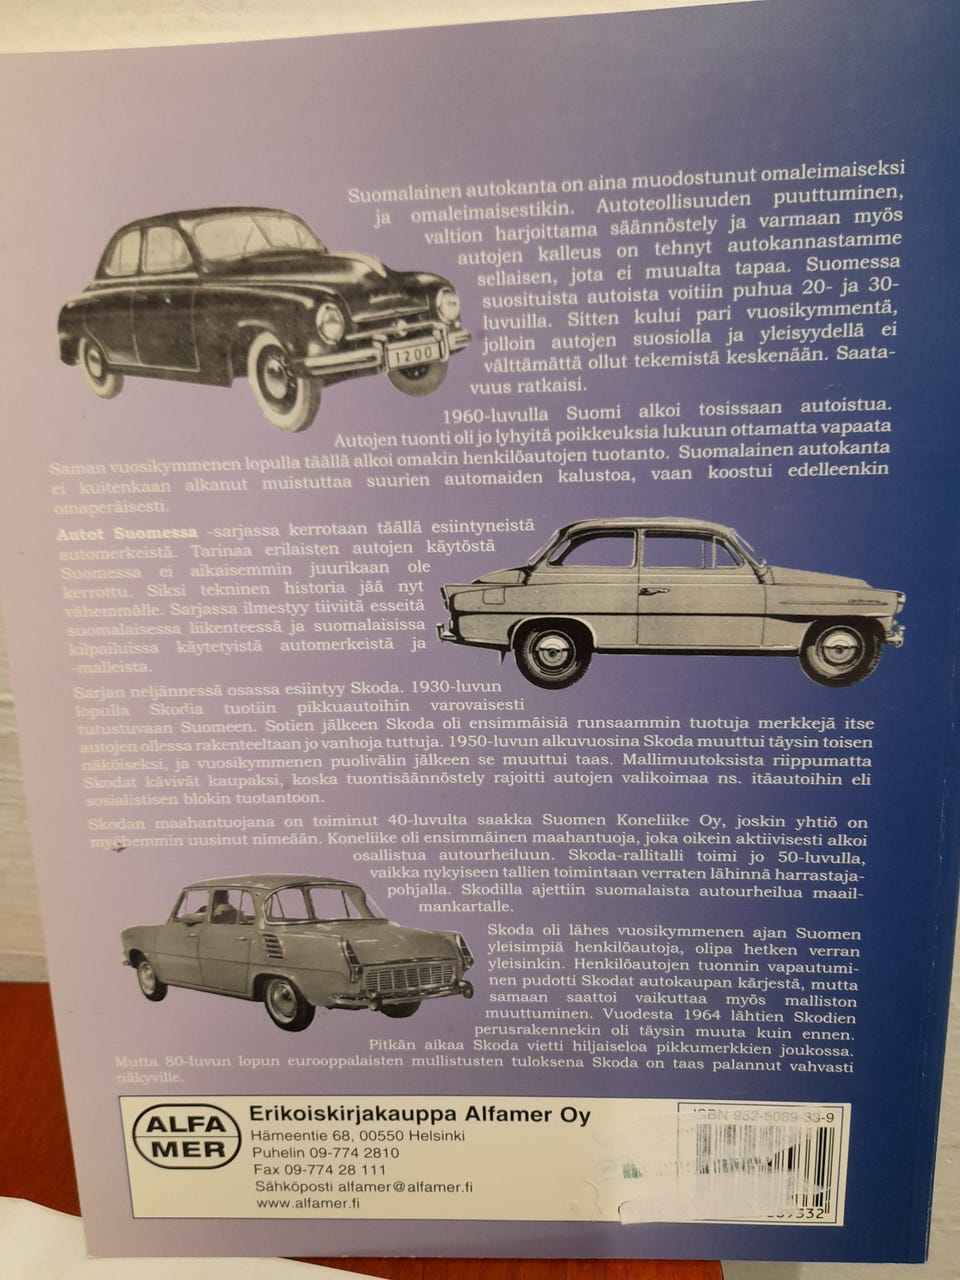 Suomalainen autokanta on aina muodostunut omaleimaiseksi
ja omaleimaisestikin. Autoteollisuuden puuttuminen,
valtion harjoittama säännöstely ja varmaan myös
autojen kalleus on tehnyt autokannastamme
sellaisen, jota ei muualta tapaa. Suomessa
suosituista autoista voitiin puhua 20- ja 30-
luvuilla. Sitten kului pari vuosikymmentä,
jolloin autojen suosiolla ja yleisyydellä ei
välttämättä ollut tekemistä keskenään. Saata-
vuus ratkaisi.
1200
1960-luvulla Suomi alkoi tosissaan autoistua.
Autojen tuonti oli jo lyhyitä poikkeuksia lukuun ottamatta vapaata
Saman vuosikymmenen lopulla täällä alkoi omakin henkilöautojen tuotanto. Suomalainen autokanta
ei kuitenkaan alkanut muistuttaa suurien automaiden kalustoa, vaan koostui edelleenkin
omaperäisesti.
Autot Suomessa -sarjassa kerrotaan täällä esiintyneistä
automerkeistä. Tarinaa erilaisten autojen käytöstä
Suomessa ei aikaisemmin juurikaan ole
kerrottu. Siksi tekninen historia jää nyt
vähemmälle. Sarjassa ilmestyy tiiviitä esseitä
suomalaisessa liikenteessä ja suomalaisissa
kilpailuissa käytetyistä automerkeistä ja
-malleista.
Sarjan neljännessä osassa esiintyy Skoda. 1930-luvun
lopulla Skodia tuotiin pikkuautoihin varovaisesti
tutustuvaan Suomeen. Sotien jälkeen Skoda oli ensimmäisiä runsaammin tuotuja merkkejä itse
autojen ollessa rakenteeltaan jo vanhoja tuttuja. 1950-luvun alkuvuosina Skoda muuttui täysin toisen
näköiseksi, ja vuosikymmenen puolivälin jälkeen se muuttui taas. Mallimuutoksista riippumatta
Skodat kävivät kaupaksi, koska tuontisäännöstely rajoitti autojen valikoimaa ns. itäautoihin eli
sosialistisen blokin tuotantoon.
Skodan maahantuojana on toiminut 40-luvulta saakka Suomen Koneliike Oy, joskin yhtiö on
myöhemmin uusinut nimeään. Koneliike oli ensimmäinen maahantuoja, joka oikein aktiivisesti alkoi
osallistua autourheiluun. Skoda-rallitalli toimi jo 50-luvulla,
vaikka nykyiseen tallien toimintaan verraten lähinnä harrastaja-
pohjalla. Skodilla ajettiin suomalaista autourheilua maail-
mankartalle.
Skoda oli lähes vuosikymmenen ajan Suomen
yleisimpiä henkilöautoja, olipa hetken verran
yleisinkin. Henkilöautojen tuonnin vapautumi-
nen pudotti Skodat autokaupan kärjestä, mutta
samaan saattoi vaikuttaa myös malliston
muuttuminen. Vuodesta 1964 lähtien Skodien
perusrakennekin oli täysin muuta kuin ennen.
Pitkän aikaa Skoda vietti hiljaiseloa pikkumerkkien joukossa.
Mutta 80-luvun lopun eurooppalaisten mullistusten tuloksena Skoda on taas palannut vahvasti
näkyville.
ALFA
MER
Erikoiskirjakauppa Alfamer Oy
Hämeentie 68, 00550 Helsinki
Puhelin 09-774 2810
Fax 09-774 28 111
Sähköposti alfamer@alfamer.fi
www.alfamer.fi
ISBN 952-5089-33-9